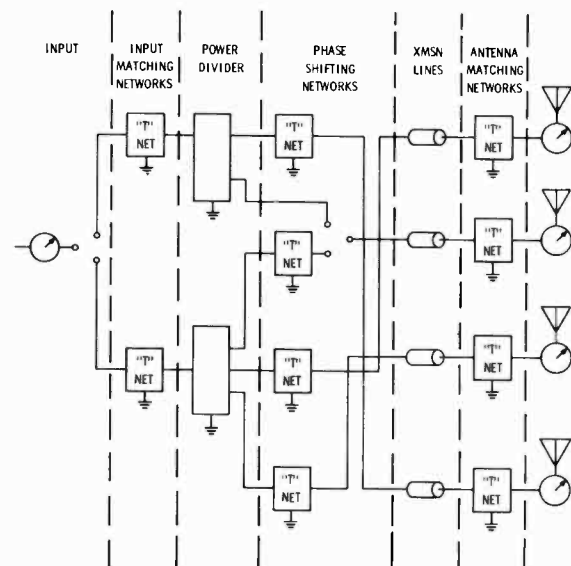 INPUT
INPUT
MATCHING
NETWORKS
POWER
DIVIDER
PHASE
SHIFTING
NETWORKS
XMSN
LINES
ANTENNA
MATCHING
NETWORKS
"T"
NET
"T"
NET
"T"
NET
"T"
NET
"T"
NET
"T"
NET
"T"
NET
"T"
NET
"T"
NET
"T"
NET